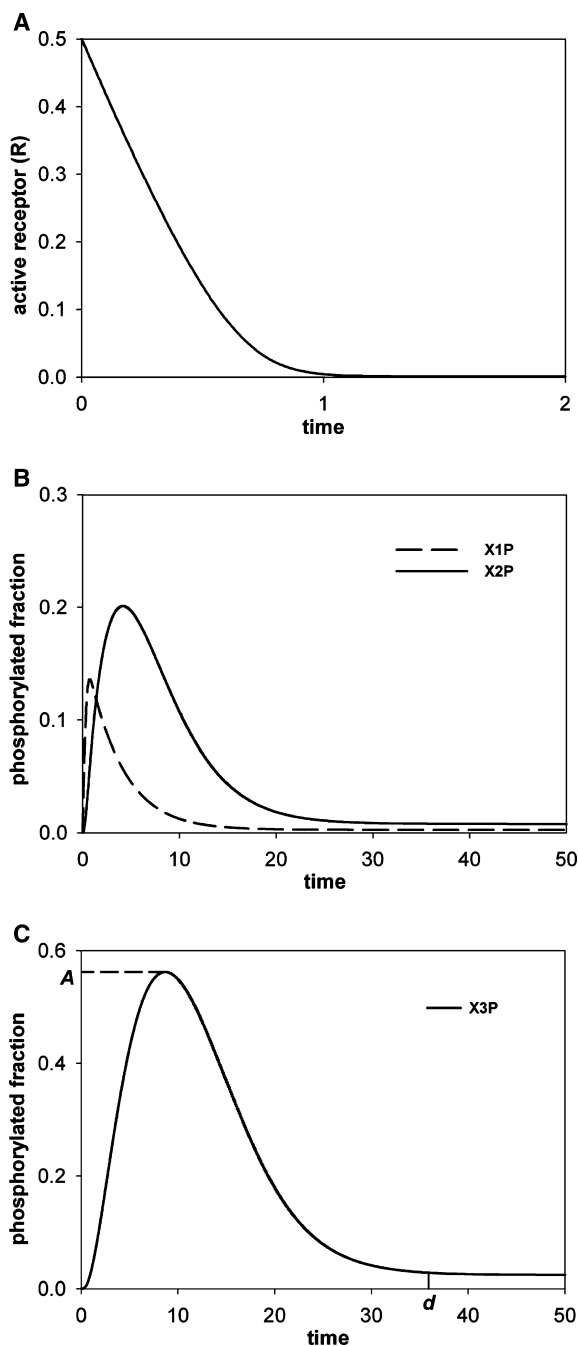 A
0.5
0.4
0.3
0.2
0.1
0.0
active receptor (R)
0 1 2
time
B
0.3
0.2
0.1
0.0
phosphorylated fraction
X1P
X2P
0 10 20 30 40 50
time
C
0.6
A
0.4
0.2
0.0
phosphorylated fraction
X3P
0 10 20 30 40 50
d
time